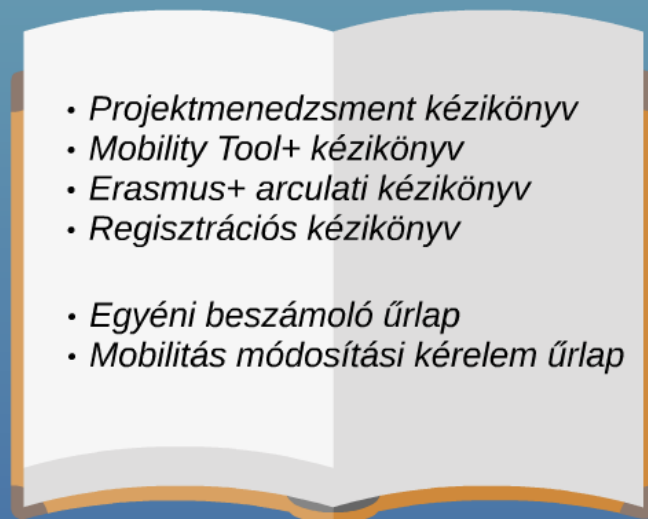 • Projektmenedzsment kézikönyv
• Mobility Tool+ kézikönyv
• Erasmus+ arculati kézikönyv
• Regisztrációs kézikönyv
• Egyéni beszámoló űrlap
• Mobilitás módosítási kérelem űrlap